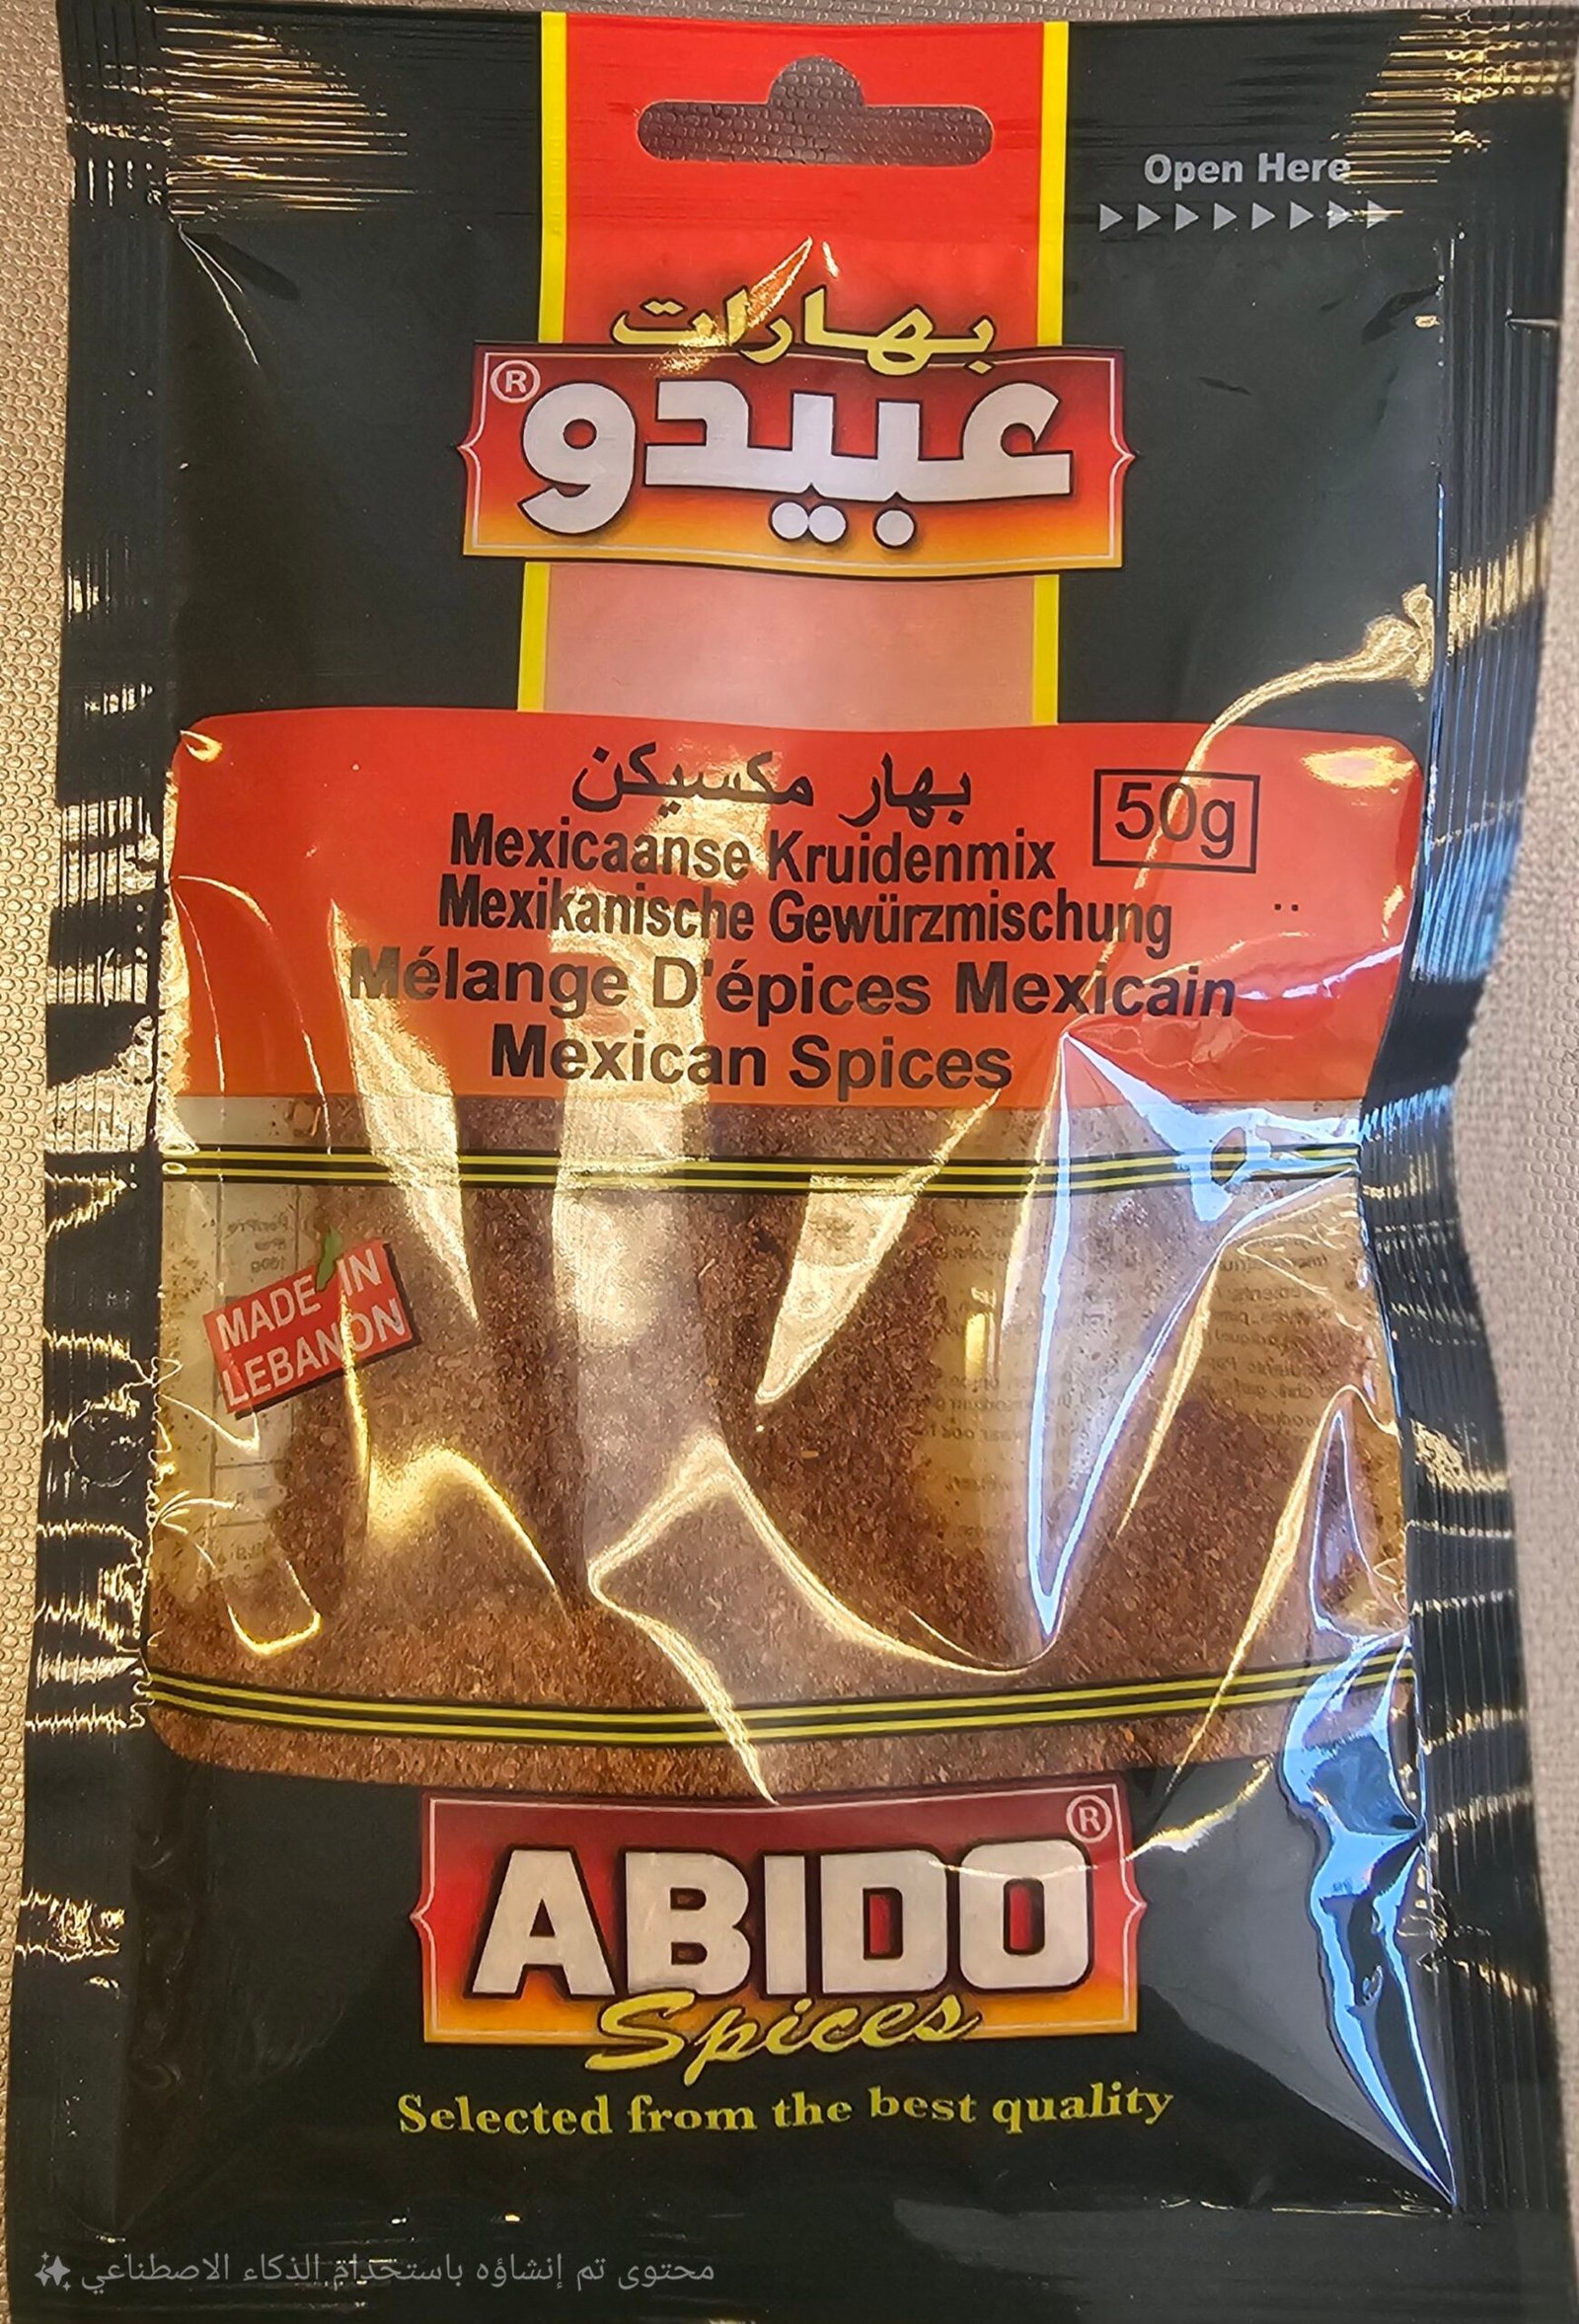 Open Here
بهارات
عبيدو®
بهار مكسيكن
50g
Mexicaanse Kruidenmix
Mexikanische Gewürzmischung
Mélange D'épices Mexicain
Mexican Spices
MADE IN
LEBANON
ABIDO®
Spices
Selected from the best quality
محتوى تم إنشاؤه باستخدام الذكاء الاصطناعي